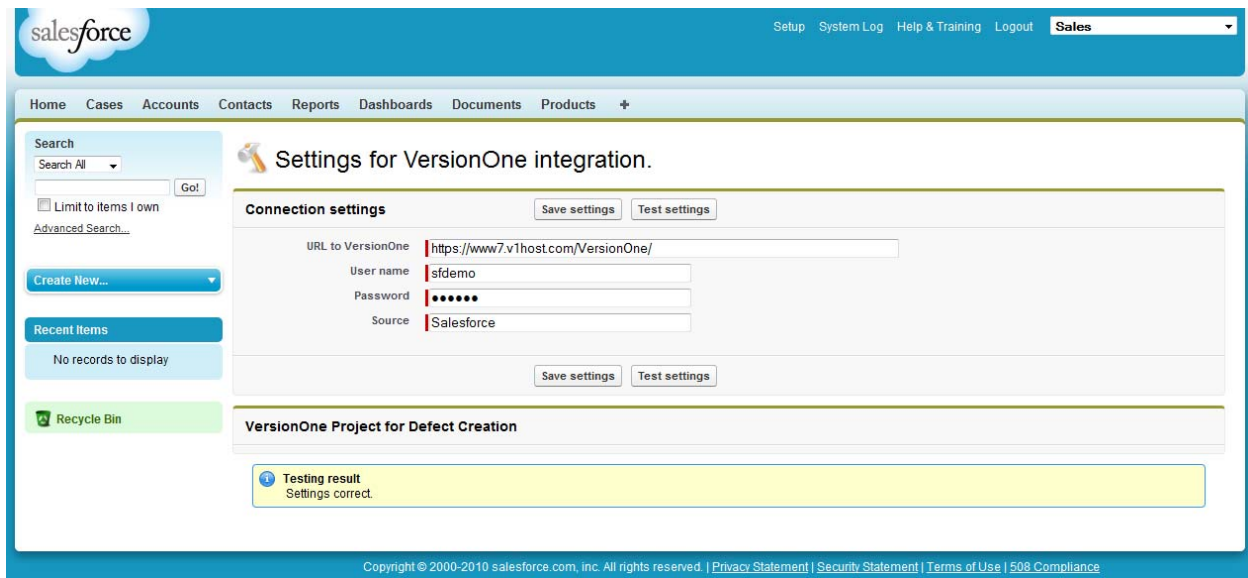 salesforce
Setup System Log Help & Training Logout Sales
Home Cases Accounts Contacts Reports Dashboards Documents Products +
Search
Search All
Go!
Limit to items I own
Advanced Search...
Create New...
Recent Items
No records to display
Recycle Bin
Settings for VersionOne integration.
Connection settings Save settings Test settings
URL to VersionOne https://www7.v1host.com/VersionOne/
User name sfdemo
Password ●●●●●●
Source Salesforce
Save settings Test settings
VersionOne Project for Defect Creation
Testing result
Settings correct.
Copyright © 2000-2010 salesforce.com, inc. All rights reserved. | Privacy Statement | Security Statement | Terms of Use | 508 Compliance